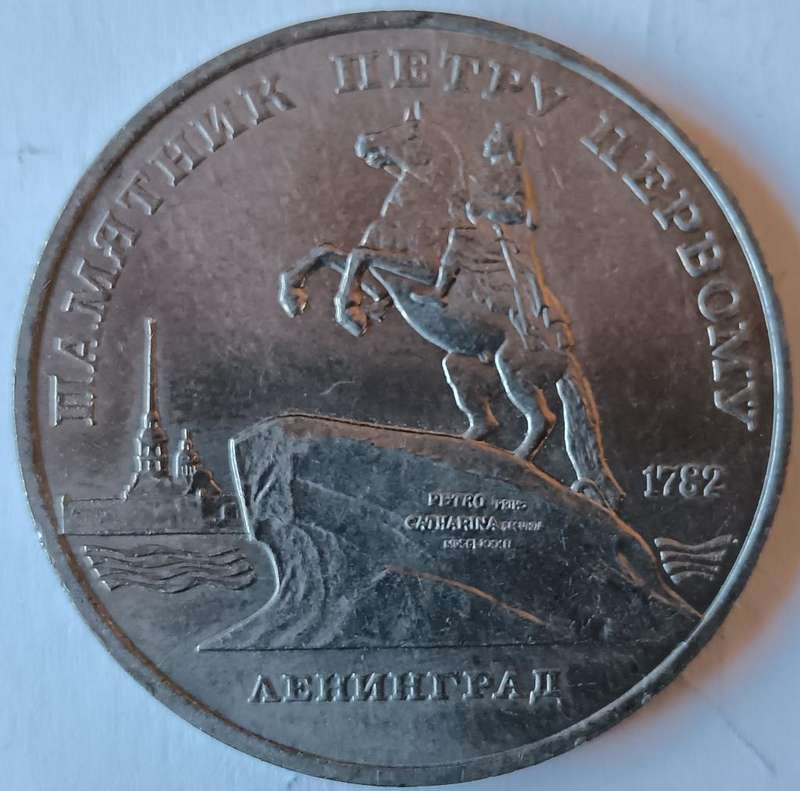 ПАМЯТНИК ПЕТРУ ПЕРВОМУ
1782
PETRO
CATHARINA
ЛЕНИНГРАД